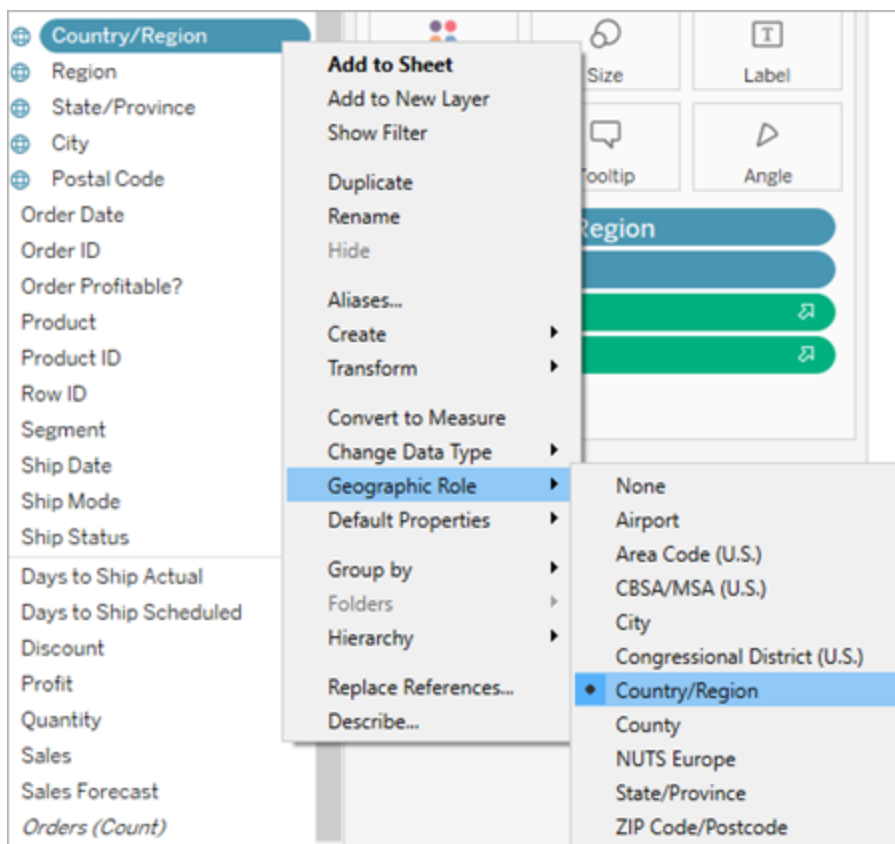 Country/Region
Region
State/Province
City
Postal Code
Order Date
Order ID
Order Profitable?
Product
Product ID
Row ID
Segment
Ship Date
Ship Mode
Ship Status
Days to Ship Actual
Days to Ship Scheduled
Discount
Profit
Quantity
Sales
Sales Forecast
Orders (Count)
Add to Sheet
Add to New Layer
Show Filter
Duplicate
Rename
Hide
Aliases...
Create
Transform
Convert to Measure
Change Data Type
Geographic Role
Default Properties
Group by
Folders
Hierarchy
Replace References...
Describe...
Size
T
Label
ooltip
Angle
Region
None
Airport
Area Code (U.S.)
CBSA/MSA (U.S.)
City
Congressional District (U.S.)
Country/Region
County
NUTS Europe
State/Province
ZIP Code/Postcode